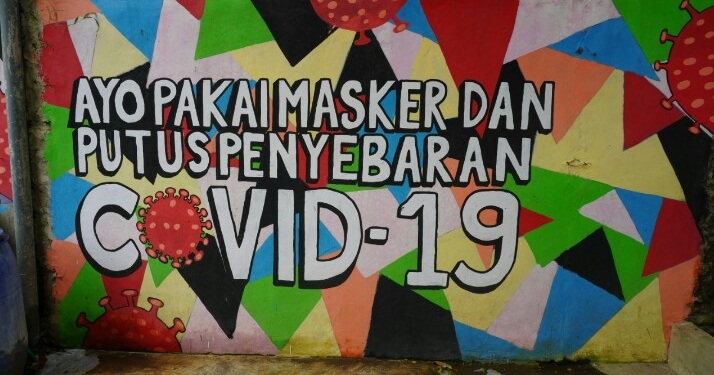 AYO PAKAI MASKER DAN
PUTUS PENYEBARAN
COVID-19